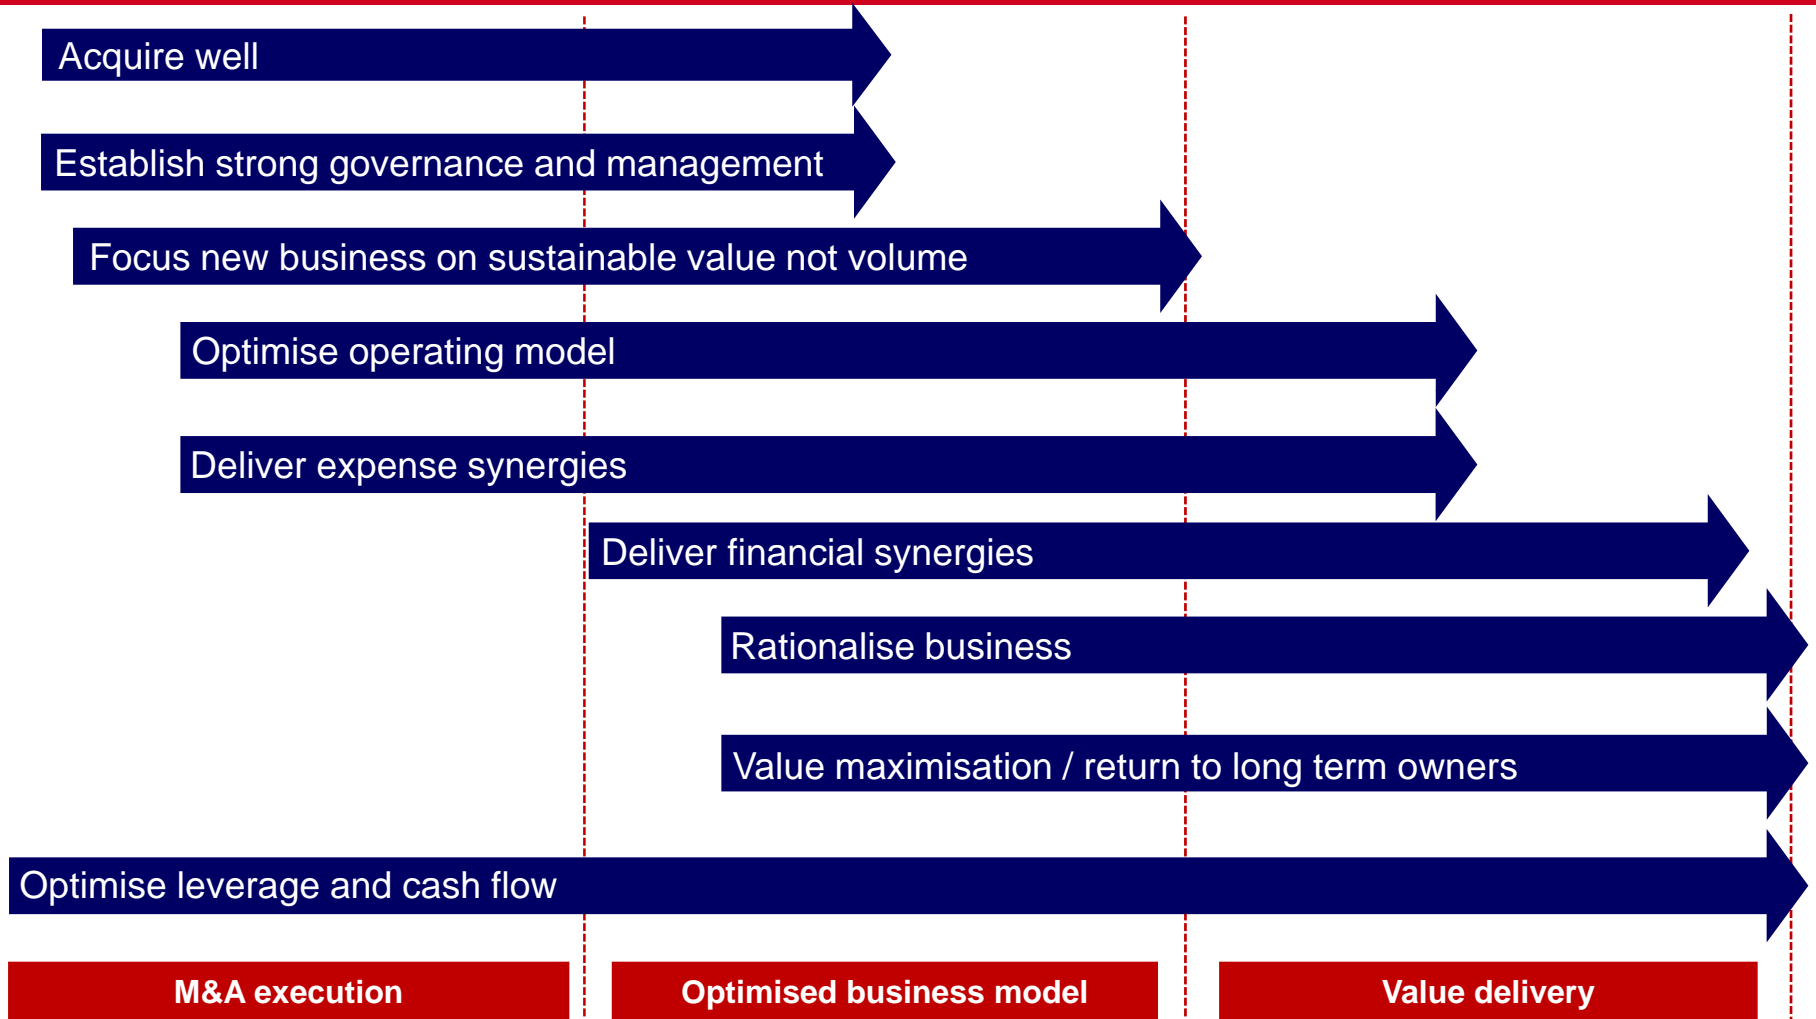 Acquire well
Establish strong governance and management
Focus new business on sustainable value not volume
Optimise operating model
Deliver expense synergies
Deliver financial synergies
Rationalise business
Value maximisation / return to long term owners
Optimise leverage and cash flow
M&A execution
Optimised business model
Value delivery